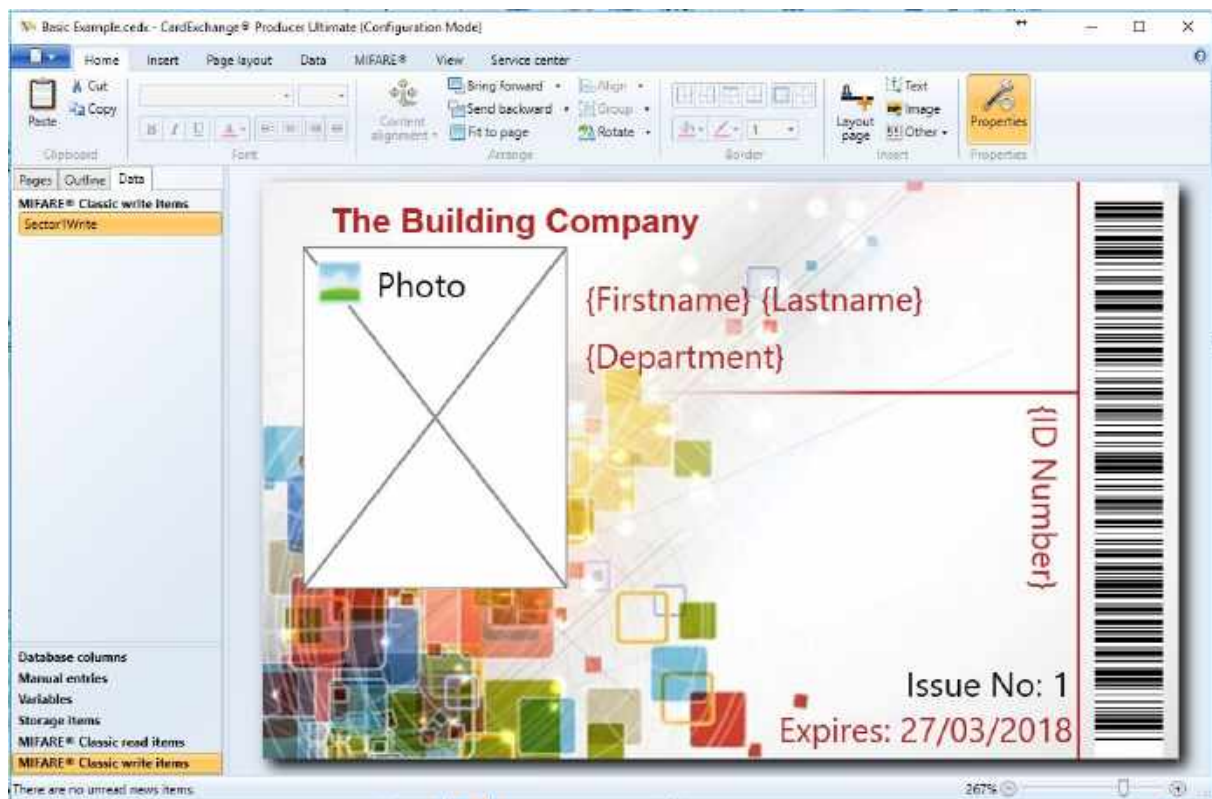 Basic Example.cedx - CardExchange® Producer Ultimate (Configuration Mode)
Home Insert Page layout Data MIFARE® View Service center
Paste
Cut
Copy
Clipboard
B I U
Font
Content alignment
Bring forward
Send backward
Fit to page
Align
Group
Rotate
Arrange
1
Border
Layout page
Text
Image
Other
Insert
Properties
Properties
Pages Outline Data
MIFARE® Classic write items
Sector1Write
Database columns
Manual entries
Variables
Storage items
MIFARE® Classic read items
MIFARE® Classic write items
The Building Company
Photo
{Firstname} {Lastname}
{Department}
{ID Number}
Issue No: 1
Expires: 27/03/2018
There are no unread news items.
267%